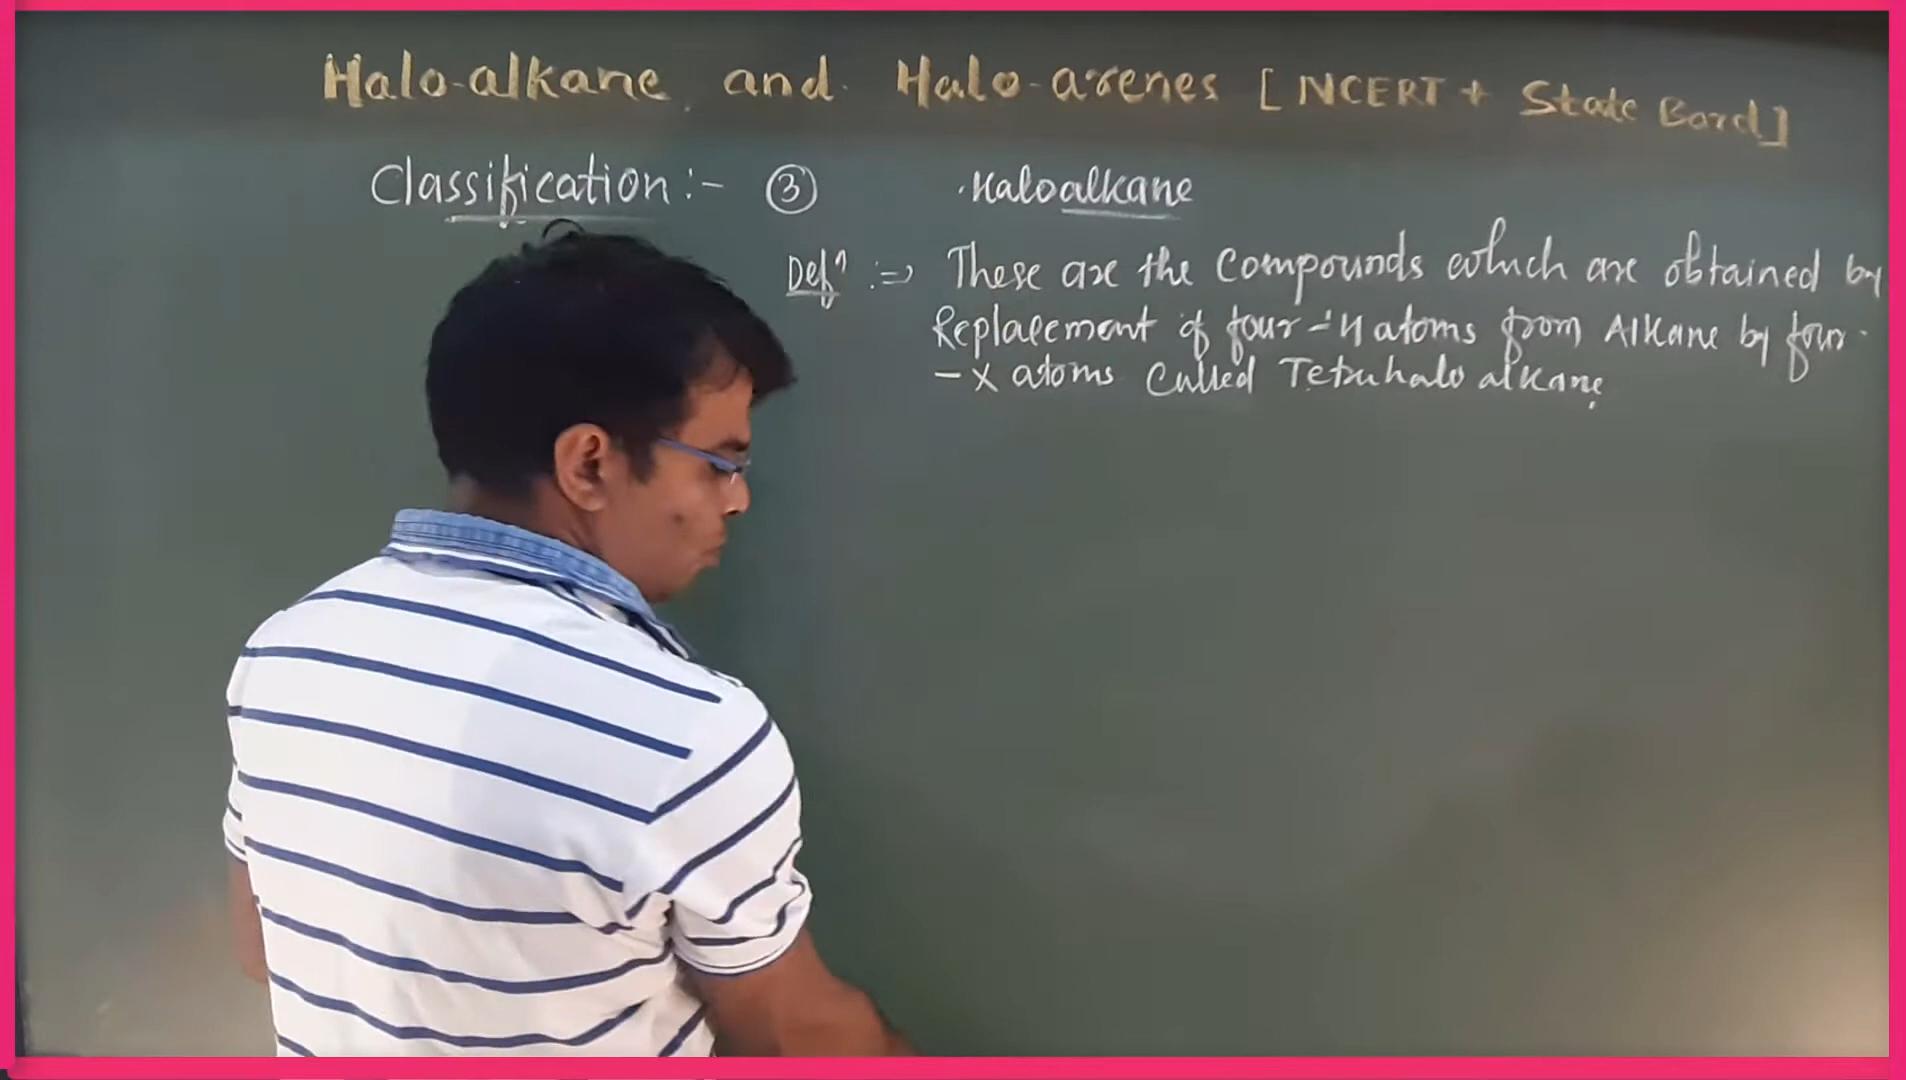 Halo-alkane and Halo-arenes [NCERT + State Bord]
Classification :- ③ Haloalkane
Defn :⇒ These are the Compounds which are obtained by
Replacement of four -H atoms from Alkane by four
-X atoms Called Tetrahalo alkane.